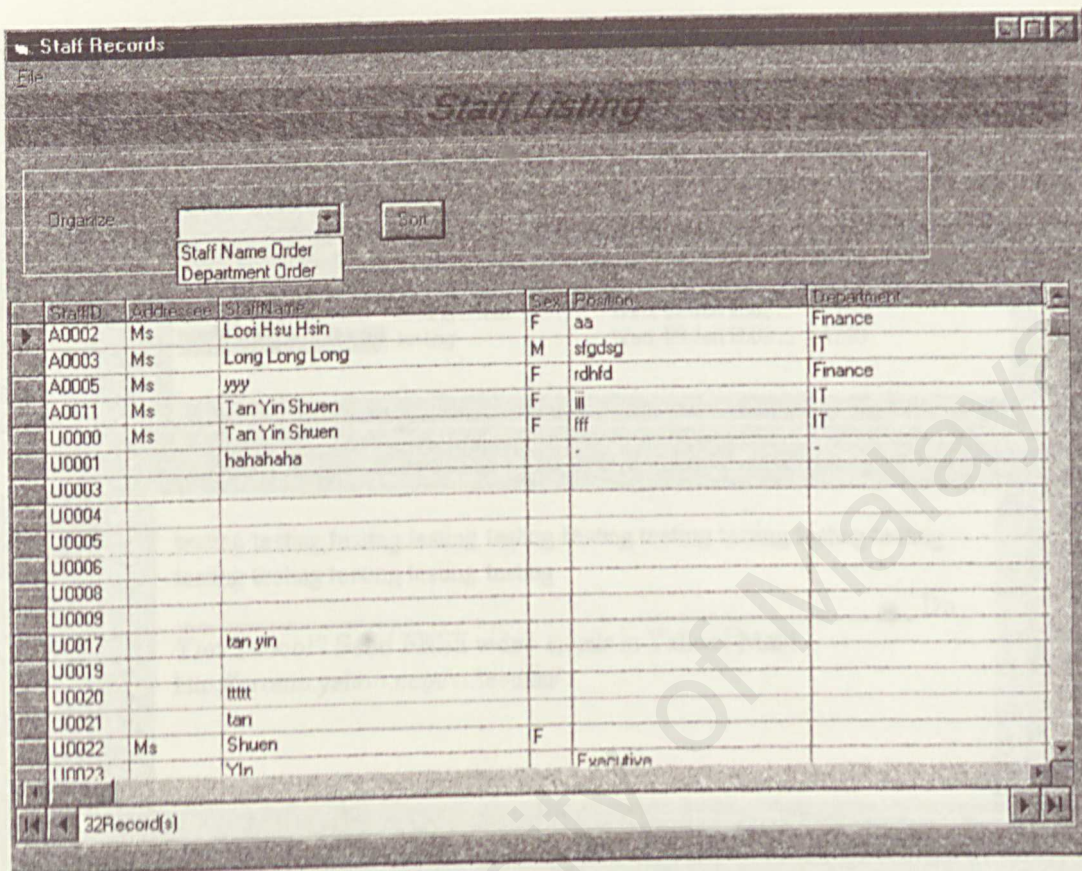 Staff Records
File
Staff Listing
Organize
Sort
Staff Name Order
Department Order
StaffID Addressee StaffName Sex Position Department
A0002 Ms Looi Hsu Hsin F aa Finance
A0003 Ms Long Long Long M sfgdsg IT
A0005 Ms yyy F rdhfd Finance
A0011 Ms Tan Yin Shuen F iii IT
U0000 Ms Tan Yin Shuen F fff IT
U0001 hahahaha - -
U0003
U0004
U0005
U0006
U0008
U0009
U0017 tan yin
U0019
U0020 ttttt
U0021 tan
U0022 Ms Shuen F
U0023 YIn Executive
32Record(s)
of Malaya